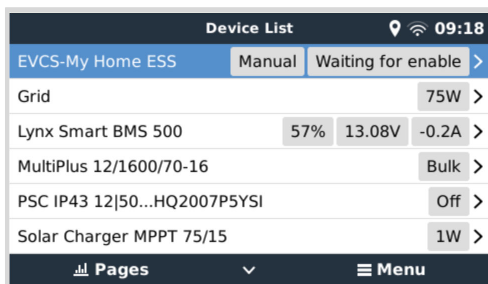 Device List 09:18
EVCS-My Home ESS Manual Waiting for enable
Grid 75W
Lynx Smart BMS 500 57% 13.08V -0.2A
MultiPlus 12/1600/70-16 Bulk
PSC IP43 12|50...HQ2007P5YSI Off
Solar Charger MPPT 75/15 1W
Pages Menu